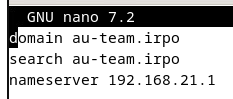 GNU nano 7.2
domain au-team.irpo
search au-team.irpo
nameserver 192.168.21.1